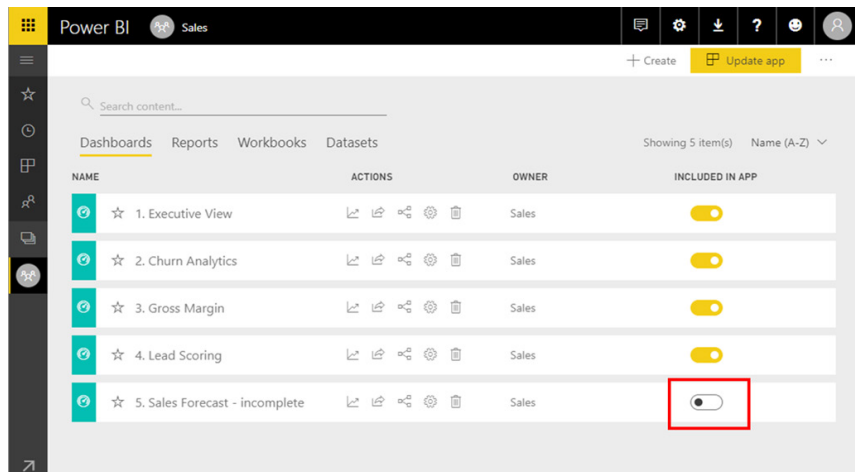 Power BI Sales ?
+ Create Update app ...
Search content...
Dashboards Reports Workbooks Datasets Showing 5 item(s) Name (A-Z)
NAME ACTIONS OWNER INCLUDED IN APP
1. Executive View Sales
2. Churn Analytics Sales
3. Gross Margin Sales
4. Lead Scoring Sales
5. Sales Forecast - incomplete Sales